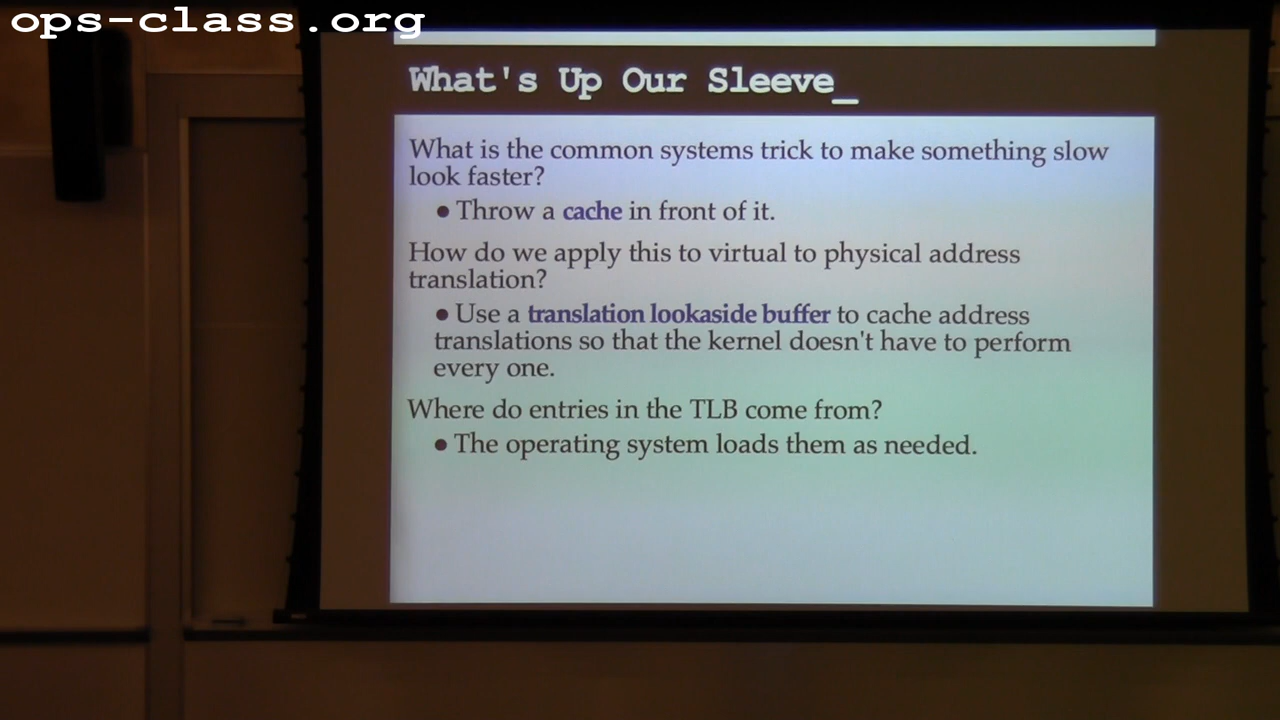 ops-class.org
What's Up Our Sleeve_
What is the common systems trick to make something slow
look faster?
● Throw a cache in front of it.
How do we apply this to virtual to physical address
translation?
● Use a translation lookaside buffer to cache address
translations so that the kernel doesn't have to perform
every one.
Where do entries in the TLB come from?
● The operating system loads them as needed.